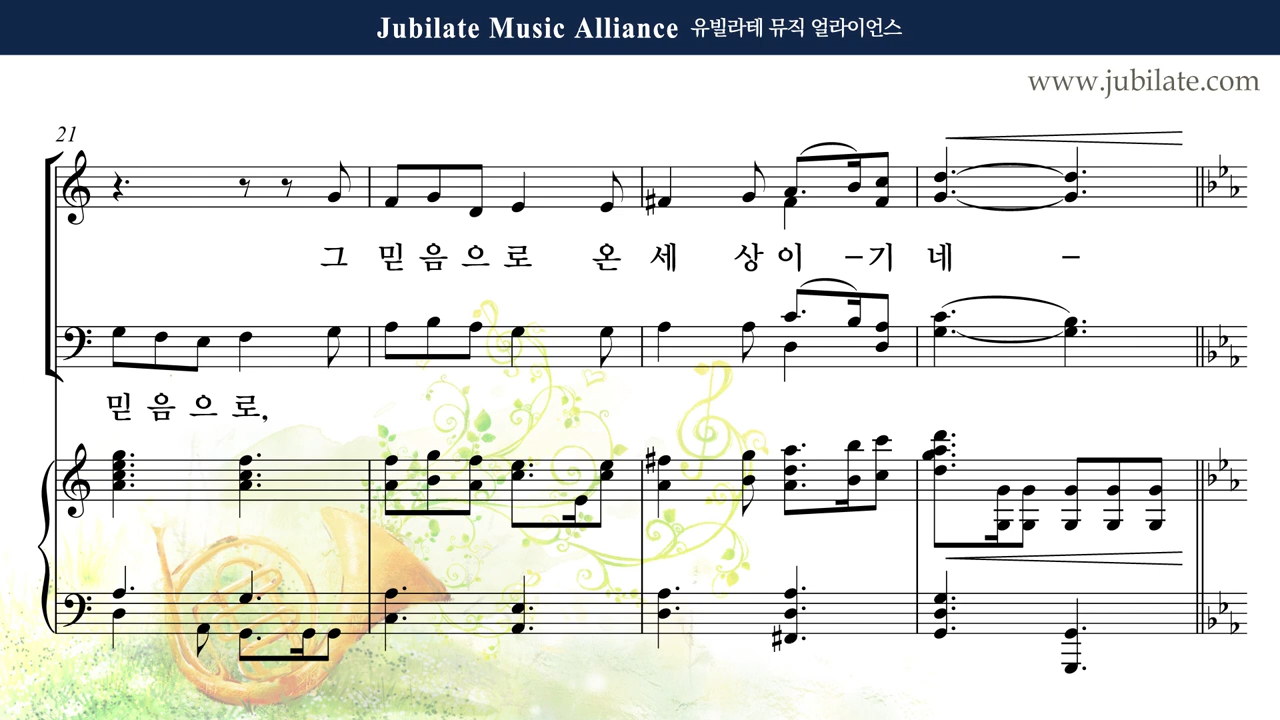 Jubilate Music Alliance 유빌라테 뮤직 얼라이언스
www.jubilate.com
21
그 믿음으로 온 세 상이 –기 네 –
믿음으로,